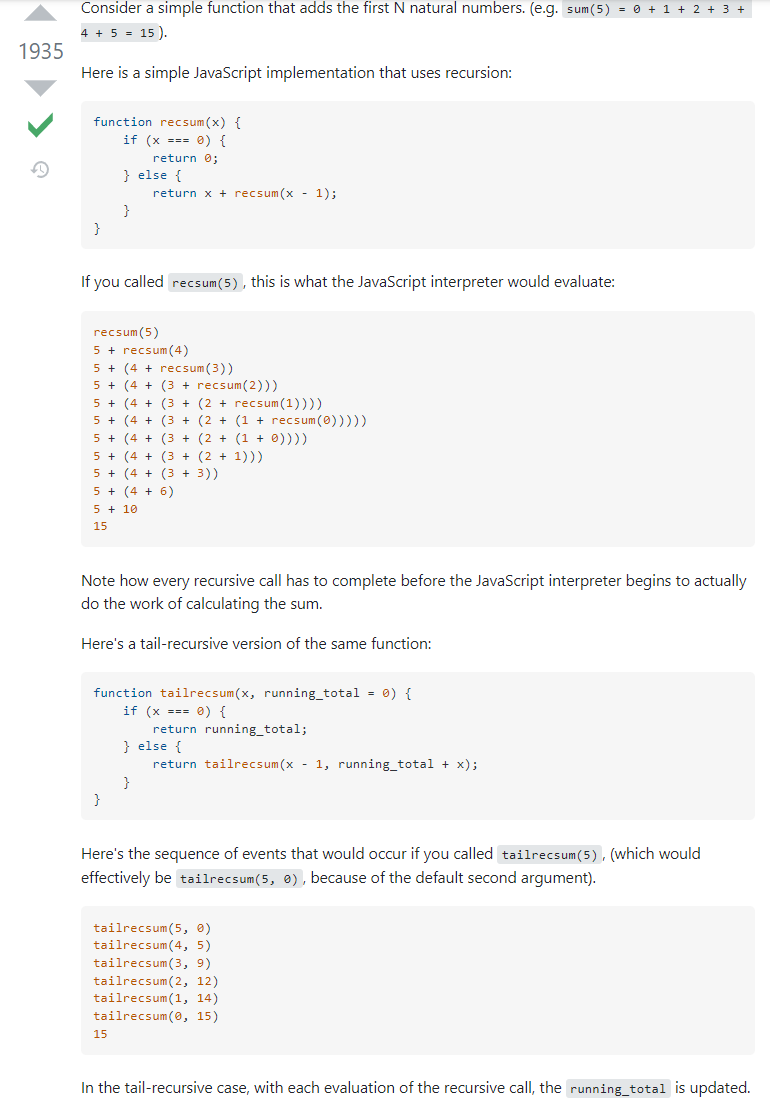 Consider a simple function that adds the first N natural numbers. (e.g. sum(5) = 0 + 1 + 2 + 3 +
4 + 5 = 15 ).
1935
Here is a simple JavaScript implementation that uses recursion:
function recsum(x) {
    if (x === 0) {
        return 0;
    } else {
        return x + recsum(x - 1);
    }
}
If you called recsum(5) , this is what the JavaScript interpreter would evaluate:
recsum(5)
5 + recsum(4)
5 + (4 + recsum(3))
5 + (4 + (3 + recsum(2)))
5 + (4 + (3 + (2 + recsum(1))))
5 + (4 + (3 + (2 + (1 + recsum(0)))))
5 + (4 + (3 + (2 + (1 + 0))))
5 + (4 + (3 + (2 + 1)))
5 + (4 + (3 + 3))
5 + (4 + 6)
5 + 10
15
Note how every recursive call has to complete before the JavaScript interpreter begins to actually
do the work of calculating the sum.
Here's a tail-recursive version of the same function:
function tailrecsum(x, running_total = 0) {
    if (x === 0) {
        return running_total;
    } else {
        return tailrecsum(x - 1, running_total + x);
    }
}
Here's the sequence of events that would occur if you called tailrecsum(5) , (which would
effectively be tailrecsum(5, 0) , because of the default second argument).
tailrecsum(5, 0)
tailrecsum(4, 5)
tailrecsum(3, 9)
tailrecsum(2, 12)
tailrecsum(1, 14)
tailrecsum(0, 15)
15
In the tail-recursive case, with each evaluation of the recursive call, the running_total is updated.